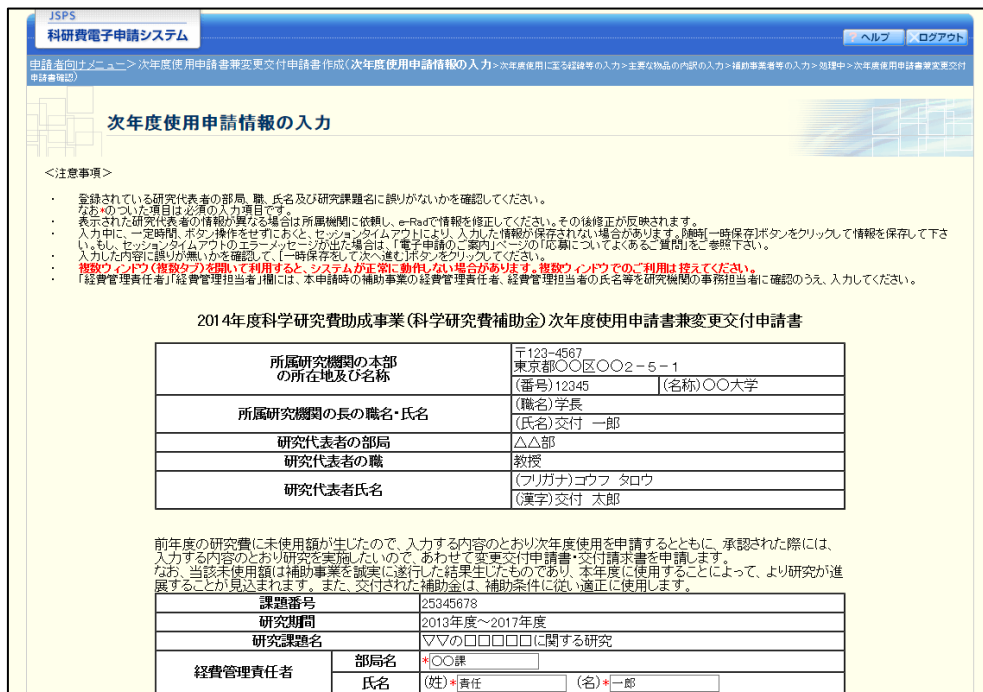 JSPS
科研費電子申請システム
? ヘルプ
×ログアウト
申請者向けメニュー>次年度使用申請書兼変更交付申請書作成(次年度使用申請情報の入力>次年度使用に至る経緯等の入力>主要な物品の内訳の入力>補助事業者等の入力>処理中>次年度使用申請書兼変更交付
申請書確認)
次年度使用申請情報の入力
<注意事項>
・ 登録されている研究代表者の部局、職、氏名及び研究課題名に誤りがないかを確認してください。
なお*のついた項目は必須の入力項目です。
・ 表示された研究代表者の情報が異なる場合は所属機関に依頼し、e-Radで情報を修正してください。その後修正が反映されます。
・ 入力中に、一定時間、ボタン操作をせずにおくと、セッションタイムアウトにより、入力した情報が保存されない場合があります。随時[一時保存]ボタンをクリックして情報を保存して下さ
い。もし、セッションタイムアウトのエラーメッセージが出た場合は、「電子申請のご案内」ページの「応募についてよくあるご質問」をご参照下さい。
・ 入力した内容に誤りが無いかを確認して、[一時保存をして次へ進む]ボタンをクリックしてください。
・ 複数ウィンドウ(複数タブ)を開いて利用すると、システムが正常に動作しない場合があります。複数ウィンドウでのご利用は控えてください。
・ 「経費管理責任者」「経費管理担当者」欄には、本申請時の補助事業の経費管理責任者、経費管理担当者の氏名等を研究機関の事務担当者に確認のうえ、入力してください。
2014年度科学研究費助成事業(科学研究費補助金)次年度使用申請書兼変更交付申請書
所属研究機関の本部
の所在地及び名称
〒123-4567
東京都〇〇区〇〇2-5-1
(番号)12345 (名称)〇〇大学
所属研究機関の長の職名・氏名
(職名)学長
(氏名)交付 一郎
研究代表者の部局 △△部
研究代表者の職 教授
研究代表者氏名
(フリガナ)コウフ タロウ
(漢字)交付 太郎
前年度の研究費に未使用額が生じたので、入力する内容のとおり次年度使用を申請するとともに、承認された際には、
入力する内容のとおり研究を実施したいので、あわせて変更交付申請書・交付請求書を申請します。
なお、当該未使用額は補助事業を誠実に遂行した結果生じたものであり、本年度に使用することによって、より研究が進
展することが見込まれます。また、交付された補助金は、補助条件に従い適正に使用します。
課題番号 25345678
研究期間 2013年度~2017年度
研究課題名 ▽▽の□□□□□に関する研究
経費管理責任者
部局名 *〇〇課
氏名 (姓)*責任 (名)*一郎